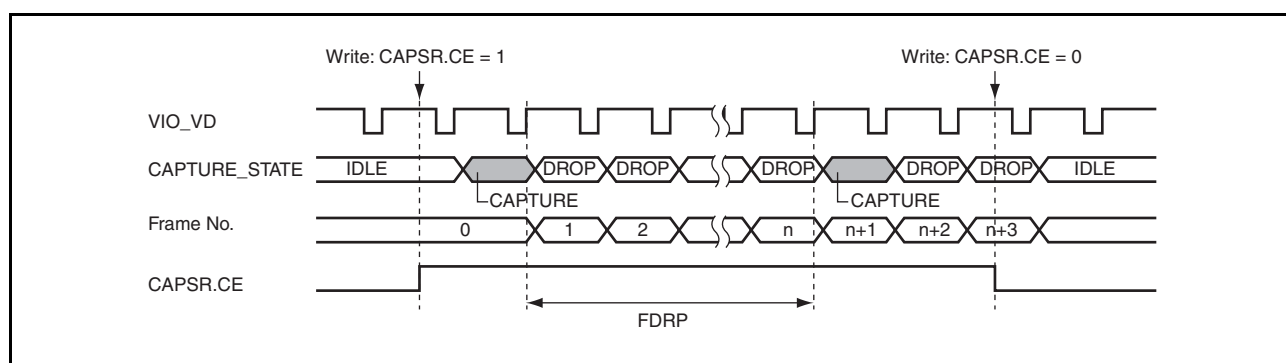 Write: CAPSR.CE = 1 Write: CAPSR.CE = 0
VIO_VD
CAPTURE_STATE IDLE DROP DROP DROP DROP DROP IDLE
CAPTURE CAPTURE
Frame No. 0 1 2 n n+1 n+2 n+3
CAPSR.CE
FDRP